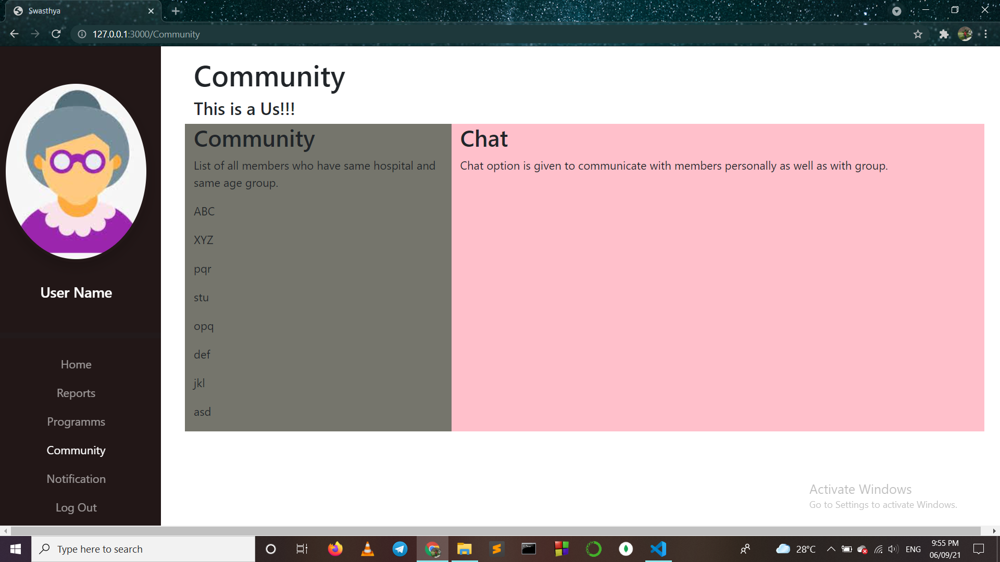 Swasthya
127.0.0.1:3000/Community
User Name
Home
Reports
Programms
Community
Notification
Log Out
Community
This is a Us!!!
Community
List of all members who have same hospital and
same age group.
ABC
XYZ
pqr
stu
opq
def
jkl
asd
Chat
Chat option is given to communicate with members personally as well as with group.
Activate Windows
Go to Settings to activate Windows.
Type here to search
28°C
ENG
9:55 PM
06/09/21